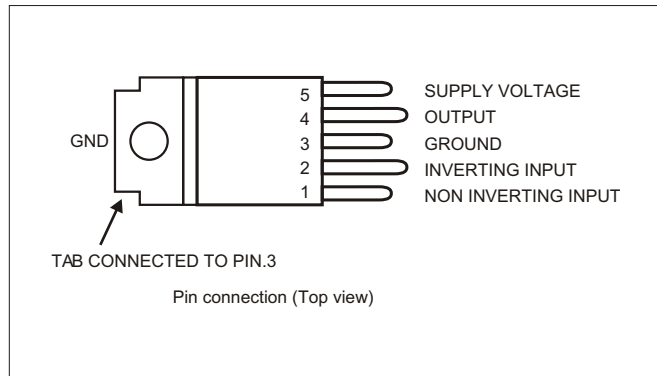 5 SUPPLY VOLTAGE
4 OUTPUT
GND 3 GROUND
2 INVERTING INPUT
1 NON INVERTING INPUT
TAB CONNECTED TO PIN.3
Pin connection (Top view)